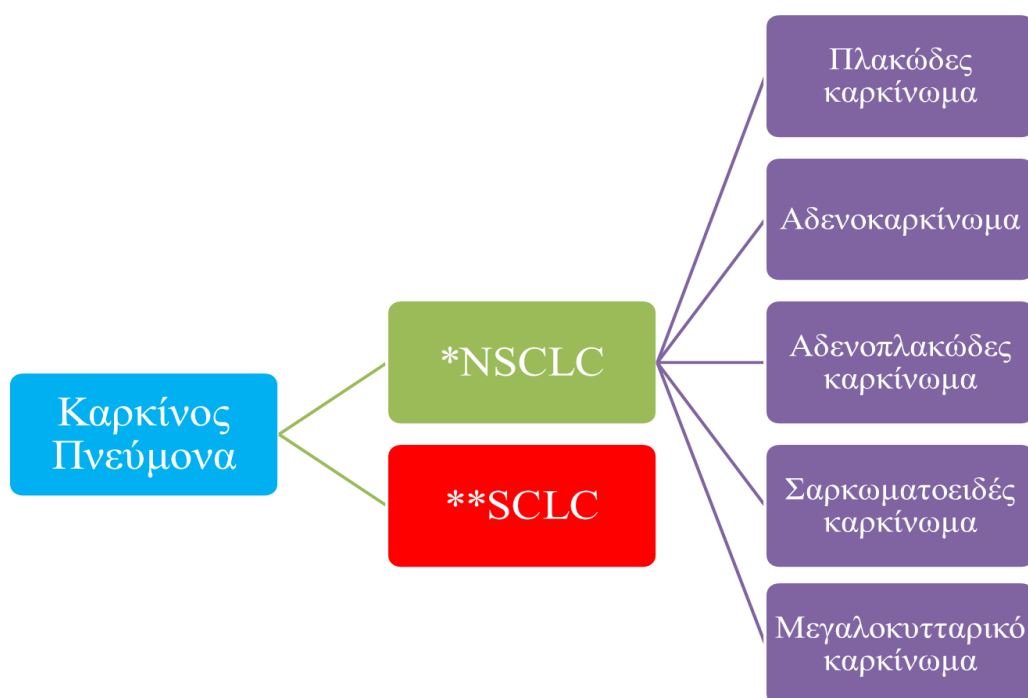 Καρκίνος
Πνεύμονα
*NSCLC
**SCLC
Πλακώδες
καρκίνωμα
Αδενοκαρκίνωμα
Αδενοπλακώδες
καρκίνωμα
Σαρκωματοειδές
καρκίνωμα
Μεγαλοκυτταρικό
καρκίνωμα